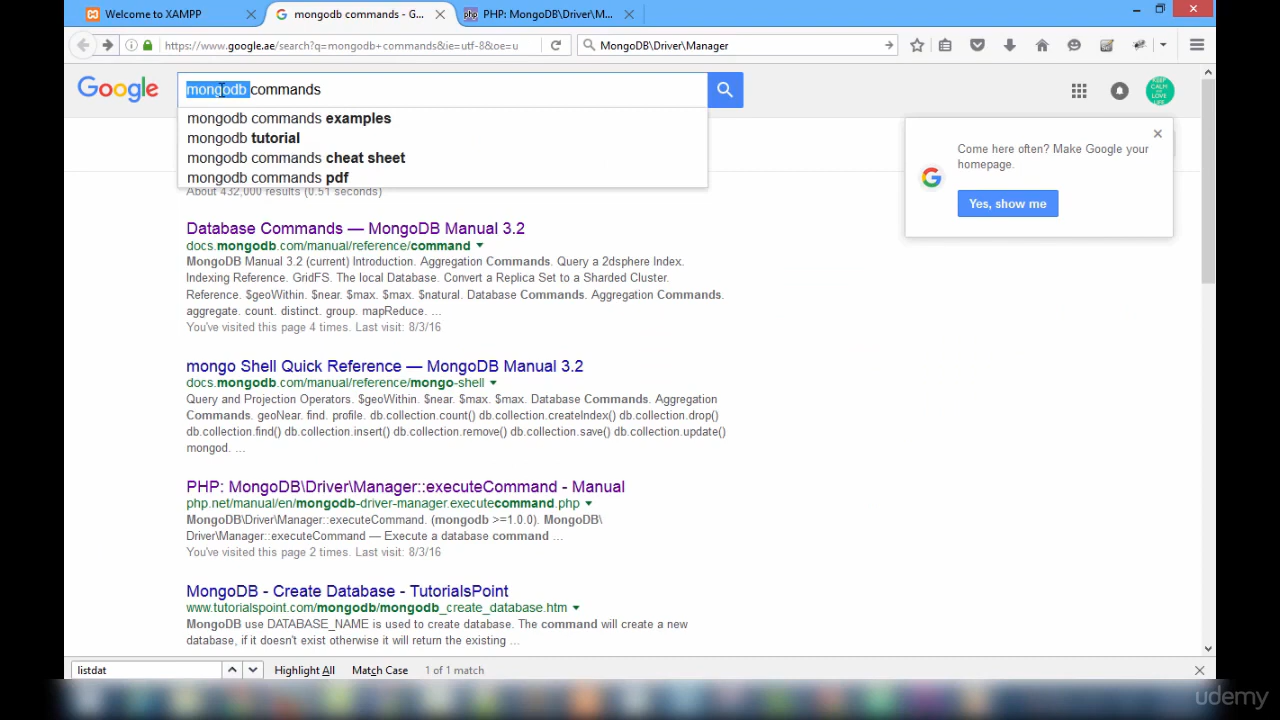 Welcome to XAMPP
mongodb commands - G...
PHP: MongoDB\Driver\M...
https://www.google.ae/search?q=mongodb+commands&ie=utf-8&oe=u
MongoDB\Driver\Manager
Google
mongodb commands
mongodb commands examples
mongodb tutorial
mongodb commands cheat sheet
mongodb commands pdf
About 432,000 results (0.51 seconds)
Come here often? Make Google your
homepage.
Yes, show me
KEEP
CALM
AND
LOVE
LIFE
Database Commands — MongoDB Manual 3.2
docs.mongodb.com/manual/reference/command
MongoDB Manual 3.2 (current) Introduction. Aggregation Commands. Query a 2dsphere Index.
Indexing Reference. GridFS. The local Database. Convert a Replica Set to a Sharded Cluster.
Reference. $geoWithin. $near. $max. $max. $natural. Database Commands. Aggregation Commands.
aggregate. count. distinct. group. mapReduce. ...
You've visited this page 4 times. Last visit: 8/3/16
mongo Shell Quick Reference — MongoDB Manual 3.2
docs.mongodb.com/manual/reference/mongo-shell
Query and Projection Operators. $geoWithin. $near. $max. $max. Database Commands. Aggregation
Commands. geoNear. find. profile. db.collection.count() db.collection.createIndex() db.collection.drop()
db.collection.find() db.collection.insert() db.collection.remove() db.collection.save() db.collection.update()
mongod. ...
PHP: MongoDB\Driver\Manager::executeCommand - Manual
php.net/manual/en/mongodb-driver-manager.executecommand.php
MongoDB\Driver\Manager::executeCommand. (mongodb >=1.0.0). MongoDB\
Driver\Manager::executeCommand — Execute a database command ...
You've visited this page 2 times. Last visit: 8/3/16
MongoDB - Create Database - TutorialsPoint
www.tutorialspoint.com/mongodb/mongodb_create_database.htm
MongoDB use DATABASE_NAME is used to create database. The command will create a new
database, if it doesn't exist otherwise it will return the existing ...
listdat
Highlight All
Match Case
1 of 1 match
udemy